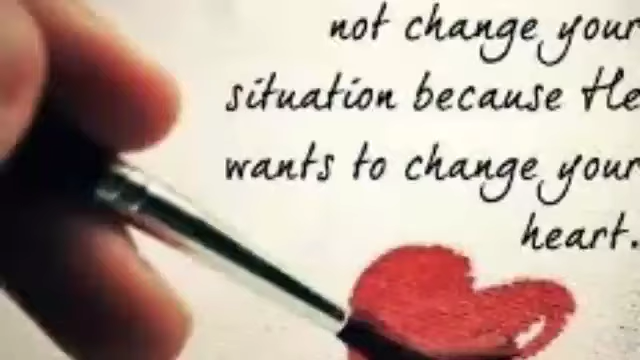 not change your
situation because He
wants to change your
heart.